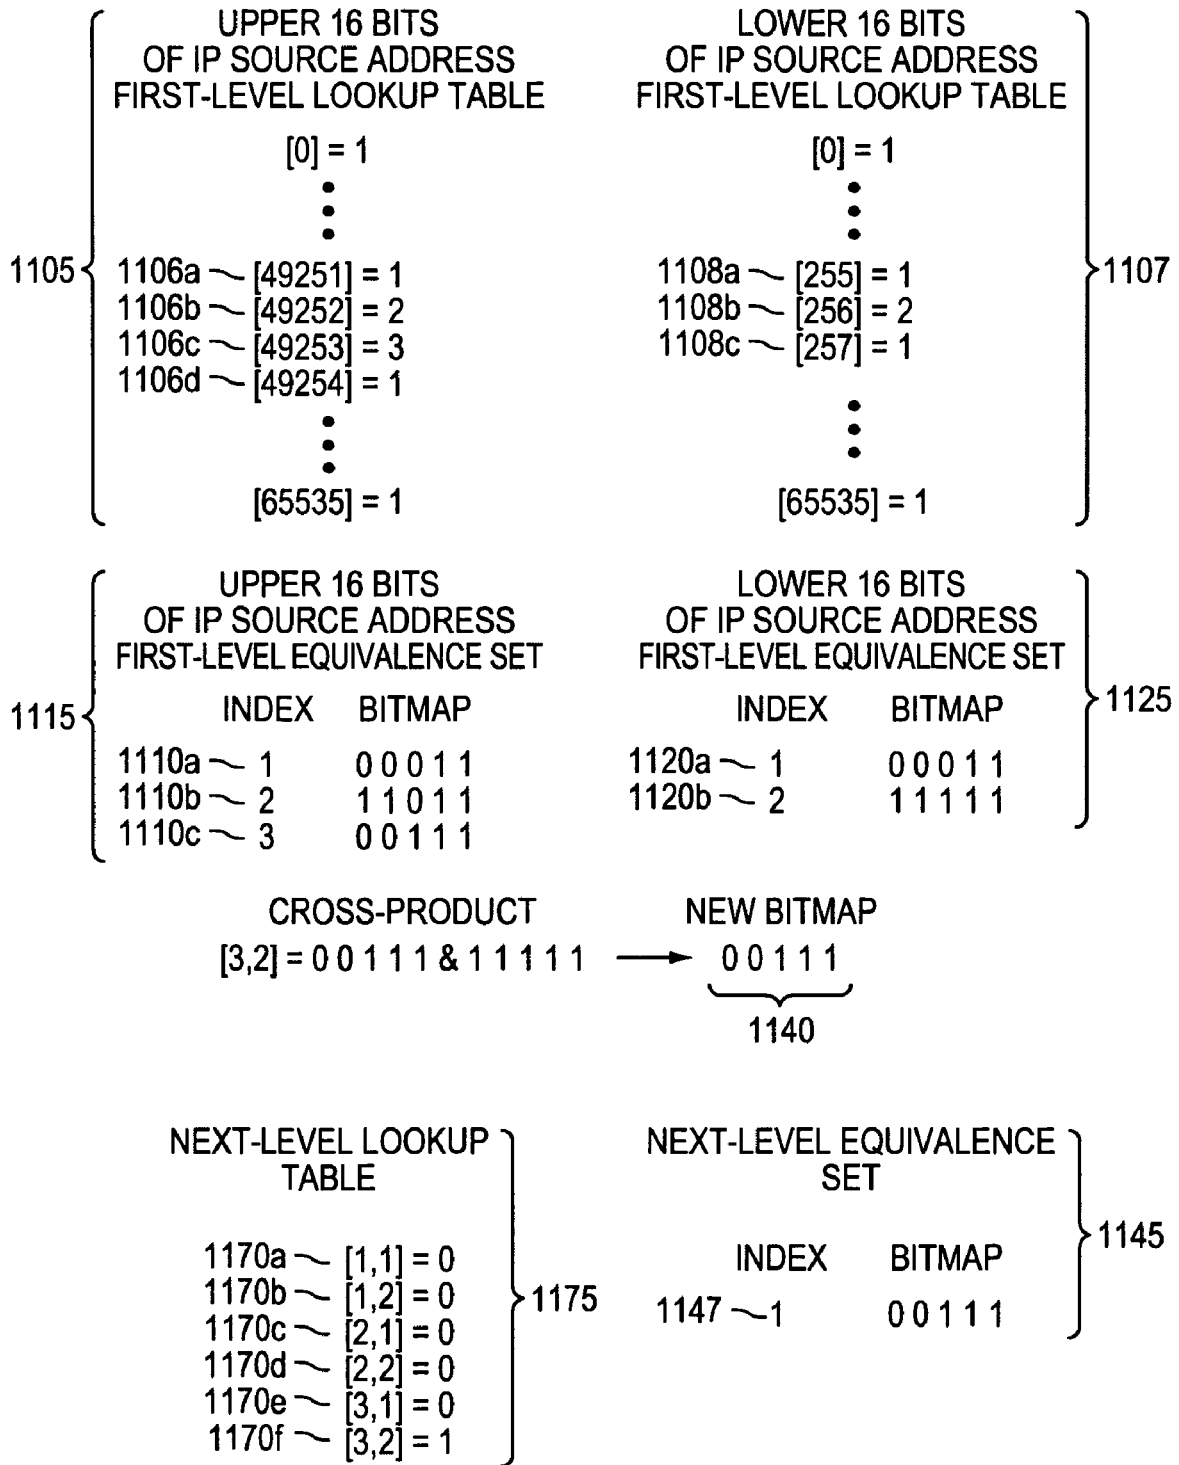 UPPER 16 BITS
OF IP SOURCE ADDRESS
FIRST-LEVEL LOOKUP TABLE
[0] = 1
1105
1106a [49251] = 1
1106b [49252] = 2
1106c [49253] = 3
1106d [49254] = 1
[65535] = 1
LOWER 16 BITS
OF IP SOURCE ADDRESS
FIRST-LEVEL LOOKUP TABLE
[0] = 1
1108a [255] = 1
1108b [256] = 2
1108c [257] = 1
1107
[65535] = 1
UPPER 16 BITS
OF IP SOURCE ADDRESS
FIRST-LEVEL EQUIVALENCE SET
1115
INDEX BITMAP
1110a 1 0 0 0 1 1
1110b 2 1 1 0 1 1
1110c 3 0 0 1 1 1
LOWER 16 BITS
OF IP SOURCE ADDRESS
FIRST-LEVEL EQUIVALENCE SET
1125
INDEX BITMAP
1120a 1 0 0 0 1 1
1120b 2 1 1 1 1 1
CROSS-PRODUCT NEW BITMAP
[3,2] = 0 0 1 1 1 & 1 1 1 1 1 → 0 0 1 1 1
1140
NEXT-LEVEL LOOKUP
TABLE
1170a [1,1] = 0
1170b [1,2] = 0
1170c [2,1] = 0
1170d [2,2] = 0
1170e [3,1] = 0
1170f [3,2] = 1
1175
NEXT-LEVEL EQUIVALENCE
SET
1145
INDEX BITMAP
1147 1 0 0 1 1 1